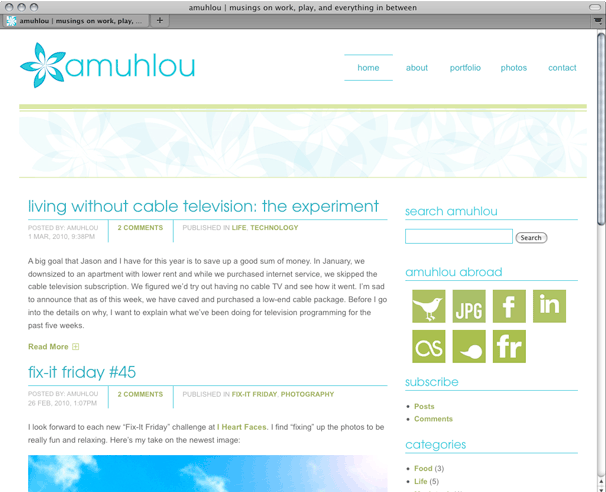 amuhlou | musings on work, play, and everything in between
amuhlou | musings on work, play, ...
amuhlou
home about portfolio photos contact
living without cable television: the experiment
POSTED BY: AMUHLOU
1 MAR, 2010, 9:38PM
2 COMMENTS
PUBLISHED IN LIFE, TECHNOLOGY
A big goal that Jason and I have for this year is to save up a good sum of money. In January, we
downsized to an apartment with lower rent and while we purchased internet service, we skipped the
cable television subscription. We figured we'd try out having no cable TV and see how it went. I'm sad
to announce that as of this week, we have caved and purchased a low-end cable package. Before I go
into the details on why, I want to explain what we've been doing for television programming for the
past five weeks.
Read More
fix-it friday #45
POSTED BY: AMUHLOU
26 FEB, 2010, 1:07PM
2 COMMENTS
PUBLISHED IN FIX-IT FRIDAY, PHOTOGRAPHY
I look forward to each new "Fix-It Friday" challenge at I Heart Faces. I find "fixing" up the photos to be
really fun and relaxing. Here's my take on the newest image:
search amuhlou
Search
amuhlou abroad
JPG f in
as fr
subscribe
Posts
Comments
categories
Food (3)
Life (5)